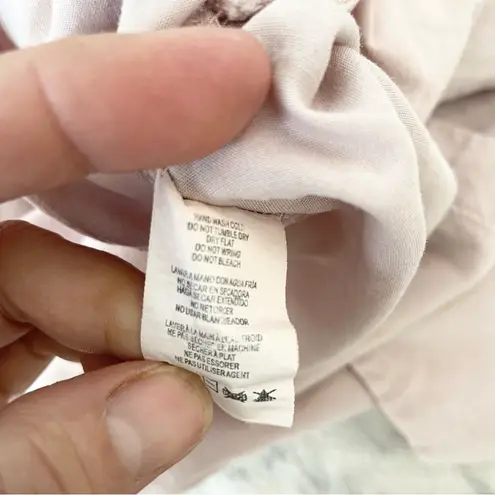 HAND WASH COLD
DO NOT TUMBLE DRY
DRY FLAT
DO NOT WRING
DO NOT BLEACH
LAVAR A MANO CON AGUA FRIA
NO SECAR EN SECADORA
SECAR EXTENDIDO
NO RETORCER
NO USAR BLANQUEADOR
LAVER À LA MAIN À L'EAU FROID
NE PAS SECHER EN MACHINE
SECHER À PLAT
NE PAS ESSORER
NE PAS UTILISER AGENT